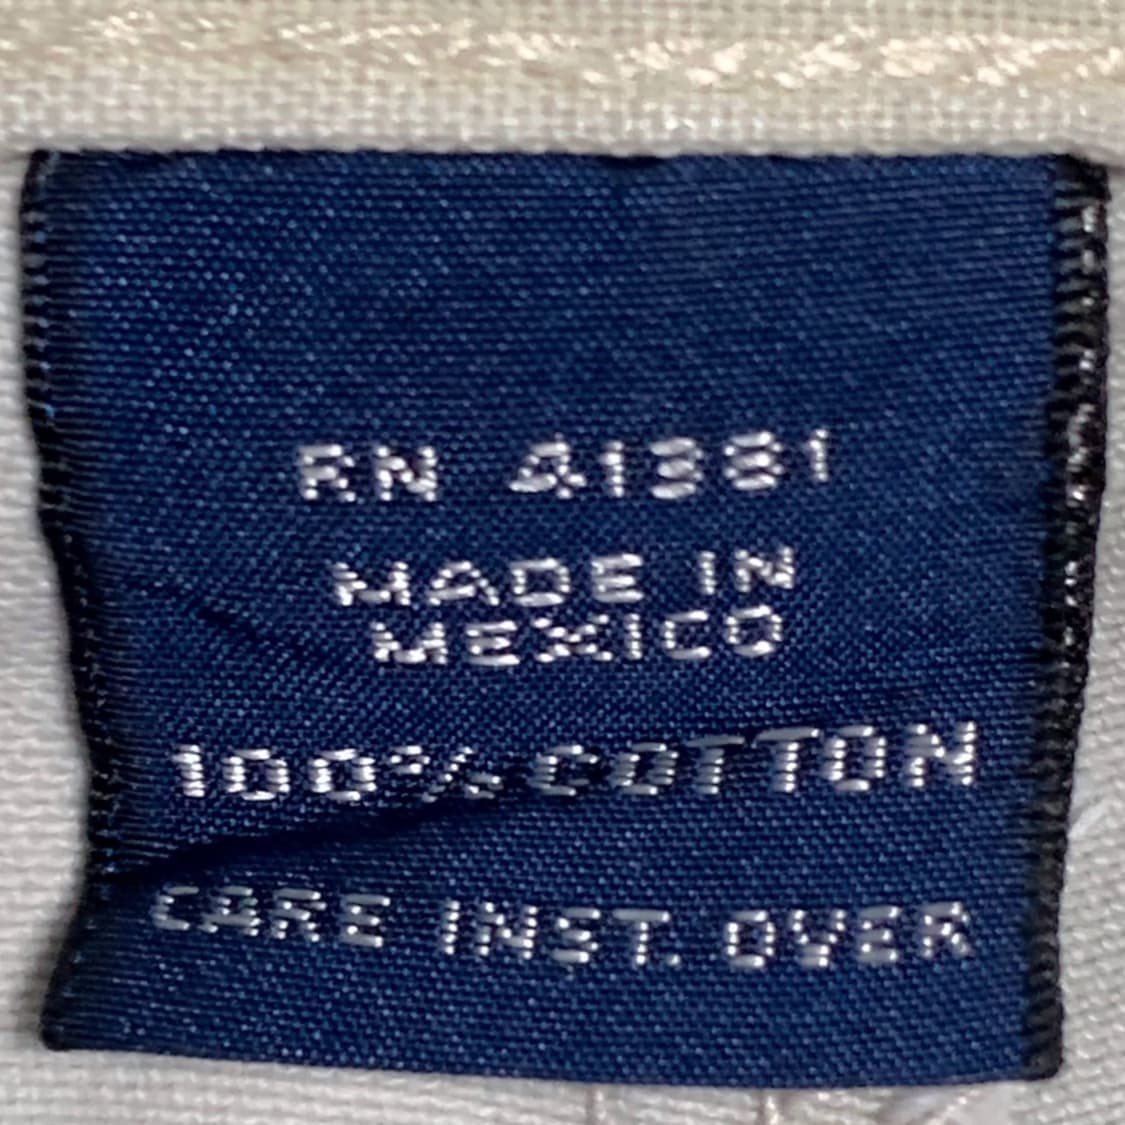 RN 41381
MADE IN
MEXICO
100% COTTON
CARE INST. OVER